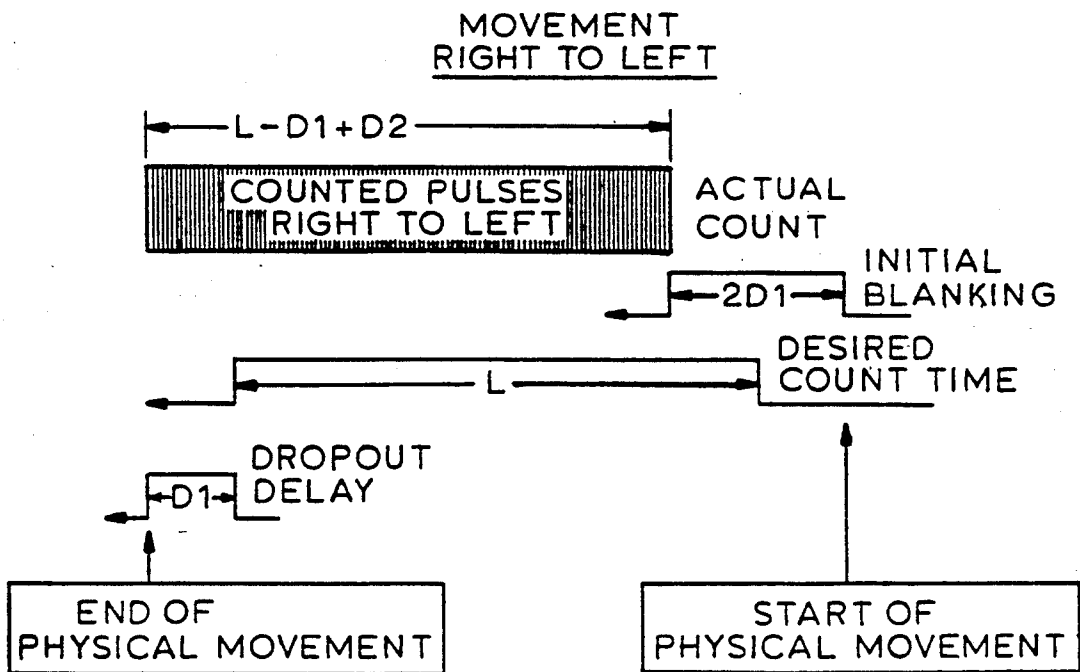 MOVEMENT
RIGHT TO LEFT
L-D1+D2
COUNTED PULSES
RIGHT TO LEFT
ACTUAL
COUNT
INITIAL
BLANKING
2D1
DESIRED
COUNT TIME
L
DROPOUT
DELAY
D1
END OF
PHYSICAL MOVEMENT
START OF
PHYSICAL MOVEMENT